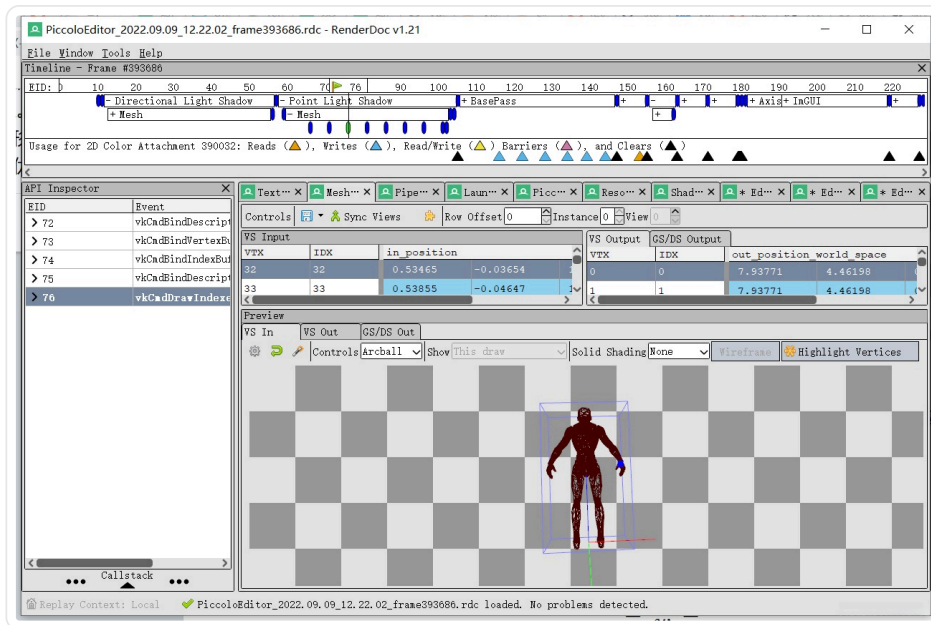 PiccoloEditor_2022.09.09_12.22.02_frame393686.rdc - RenderDoc v1.21
File Window Tools Help
Timeline - Frame #393686
EID: 10 20 30 40 50 60 76 90 100 110 120 130 140 150 160 170 180 190 200 210 220
- Directional Light Shadow - Point Light Shadow + BasePass + - + + + Axis + ImGUI +
+ Mesh - Mesh +
Usage for 2D Color Attachment 390032: Reads ( ), Writes ( ), Read/Write ( ) Barriers ( ), and Clears ( )
API Inspector
Text··· Mesh··· Pipe··· Laun··· Picc··· Reso··· Shad··· * Ed··· * Ed··· * Ed···
EID Event
Controls Sync Views Row Offset 0 Instance 0 View 0
72 vkCmdBindDescript
73 vkCmdBindVertexBu
74 vkCmdBindIndexBuf
75 vkCmdBindDescript
76 vkCmdDrawIndexe
VS Input
VTX IDX in_position
32 32 0.53465 -0.03654
33 33 0.53855 -0.04647
VS Output GS/DS Output
VTX IDX out_position_world_space
0 0 7.93771 4.46198
1 1 7.93771 4.46198
Preview
VS In VS Out GS/DS Out
Controls Arcball Show This draw Solid Shading None Wireframe Highlight Vertices
Callstack
Replay Context: Local PiccoloEditor_2022.09.09_12.22.02_frame393686.rdc loaded. No problems detected.